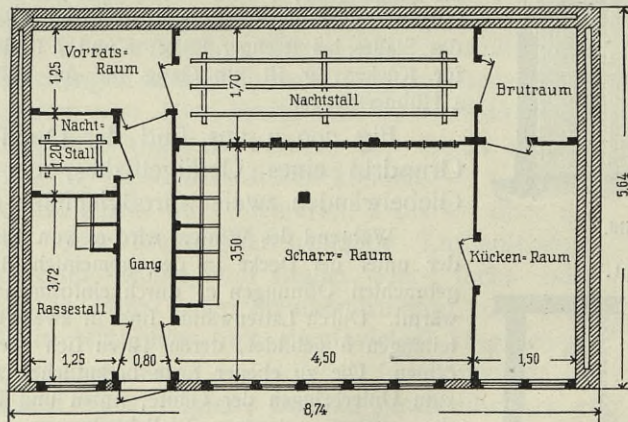 Vorrats-
Raum
1,25
Nacht-
Stall
1,20
1,70
Nachtstall
Brutraum
5,64
3,50
Scharr-Raum
Kücken-Raum
3,72
Gang
Rassestall
1,25
0,80
4,50
1,50
8,74